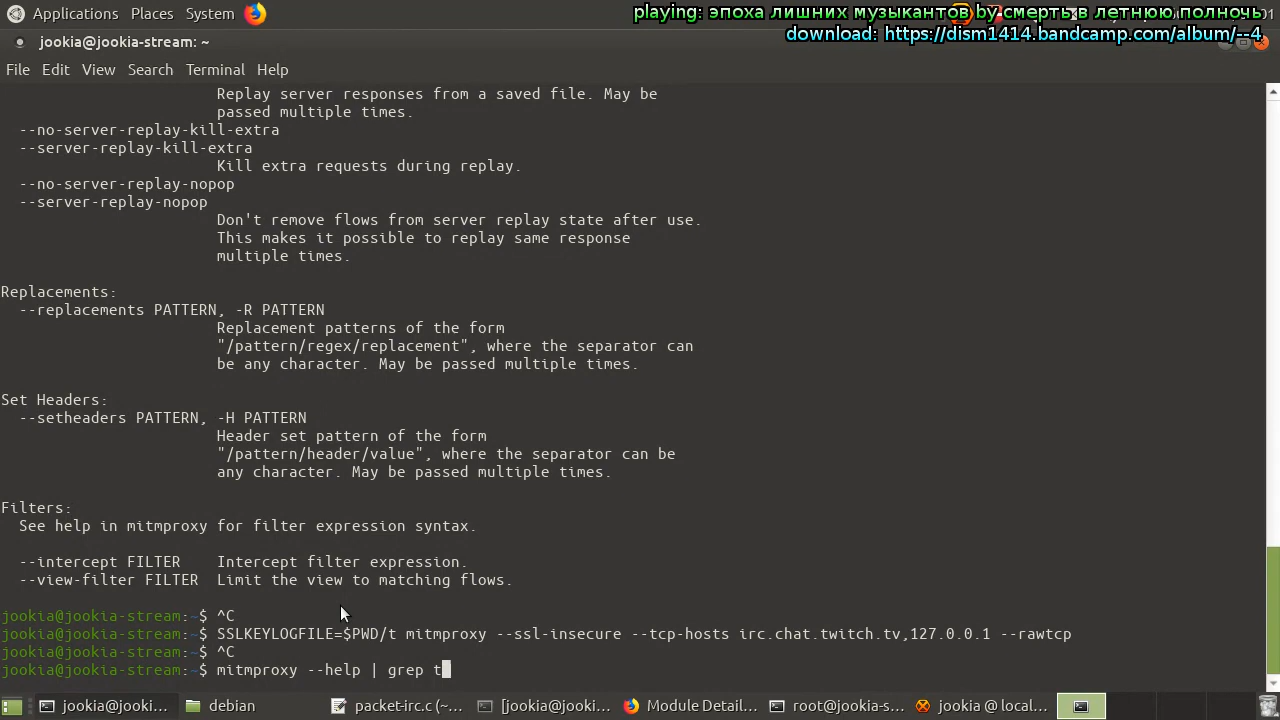 Applications Places System
playing: эпоха лишних музыкантов by смерть в летнюю полночь
download: https://dism1414.bandcamp.com/album/--4
jookia@jookia-stream: ~
File Edit View Search Terminal Help
Replay server responses from a saved file. May be
passed multiple times.
--no-server-replay-kill-extra
--server-replay-kill-extra
Kill extra requests during replay.
--no-server-replay-nopop
--server-replay-nopop
Don't remove flows from server replay state after use.
This makes it possible to replay same response
multiple times.
Replacements:
--replacements PATTERN, -R PATTERN
Replacement patterns of the form
"/pattern/regex/replacement", where the separator can
be any character. May be passed multiple times.
Set Headers:
--setheaders PATTERN, -H PATTERN
Header set pattern of the form
"/pattern/header/value", where the separator can be
any character. May be passed multiple times.
Filters:
See help in mitmproxy for filter expression syntax.
--intercept FILTER Intercept filter expression.
--view-filter FILTER Limit the view to matching flows.
jookia@jookia-stream:~$ ^C
jookia@jookia-stream:~$ SSLKEYLOGFILE=$PWD/t mitmproxy --ssl-insecure --tcp-hosts irc.chat.twitch.tv,127.0.0.1 --rawtcp
jookia@jookia-stream:~$ ^C
jookia@jookia-stream:~$ mitmproxy --help | grep t
jookia@jooki... debian packet-irc.c (~... [jookia@jooki... Module Detail... root@jookia-s... jookia @ local...